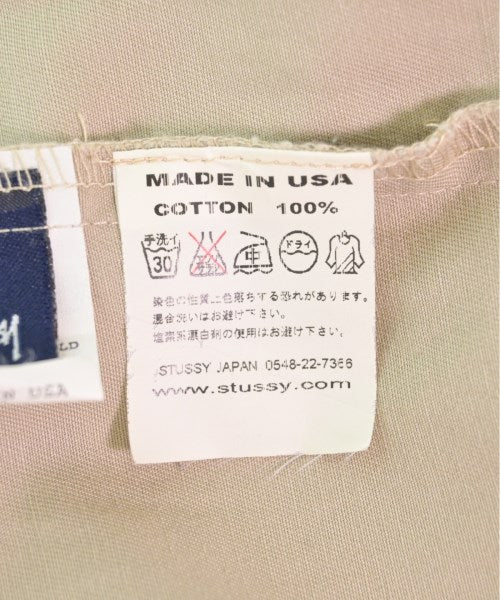 MADE IN USA
COTTON 100%
手洗イ ドライ
30 中
染色の性質上色落ちする恐れがあります。
混合洗いはお避け下さい。
塩素系漂白剤の使用はお避け下さい。
STUSSY JAPAN 0548-22-7366
www.stussy.com
LD
N USA